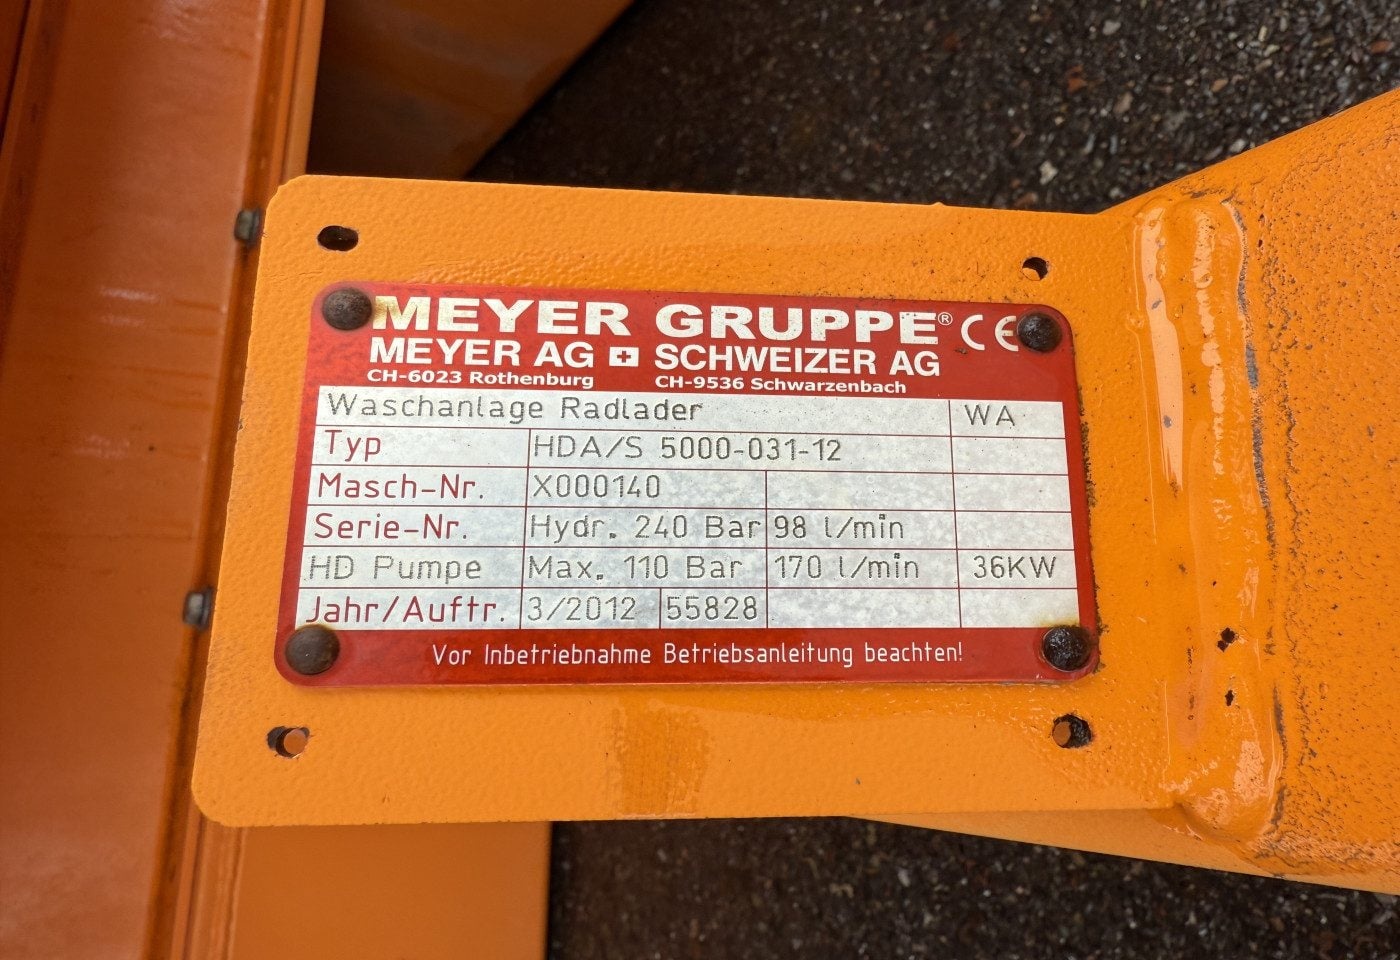 MEYER GRUPPE® CE
MEYER AG SCHWEIZER AG
CH-6023 Rothenburg CH-9536 Schwarzenbach
Waschanlage Radlader WA
Typ HDA/S 5000-031-12
Masch-Nr. X000140
Serie-Nr. Hydr. 240 Bar 98 l/min
HD Pumpe Max. 110 Bar 170 l/min 36KW
Jahr/Auftr. 3/2012 55828
Vor Inbetriebnahme Betriebsanleitung beachten!